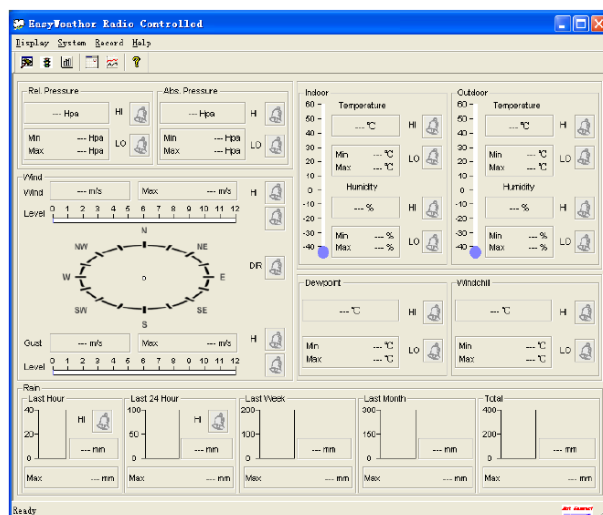 EasyWeather Radio Controlled
Display System Record Help
Rel. Pressure
--- Hpa HI
Min --- Hpa LO
Max --- Hpa
Abs. Pressure
--- Hpa HI
Min --- Hpa LO
Max --- Hpa
Indoor
60
50
40
30
20
10
0
-10
-20
-30
-40
Temperature
--- °C HI
Min --- °C LO
Max --- °C
Humidity
--- % HI
Min --- % LO
Max --- %
Outdoor
60
50
40
30
20
10
0
-10
-20
-30
-40
Temperature
--- °C HI
Min --- °C LO
Max --- °C
Humidity
--- % HI
Min --- % LO
Max --- %
Wind
Wind --- m/s Max --- m/s HI
Level 0 1 2 3 4 5 6 7 8 9 10 11 12
N
NW NE
W E DIR
SW SE
S
Gust --- m/s Max --- m/s HI
Level 0 1 2 3 4 5 6 7 8 9 10 11 12
Dewpoint
--- °C HI
Min --- °C LO
Max --- °C
Windchill
--- °C HI
Min --- °C LO
Max --- °C
Rain
Last Hour
40 HI
20
0 --- mm
Max --- mm
Last 24 Hour
100 HI
50
0 --- mm
Max --- mm
Last Week
200
100
0 --- mm
Max --- mm
Last Month
300
150
0 --- mm
Max --- mm
Total
400
200
0 --- mm
Max --- mm
Ready